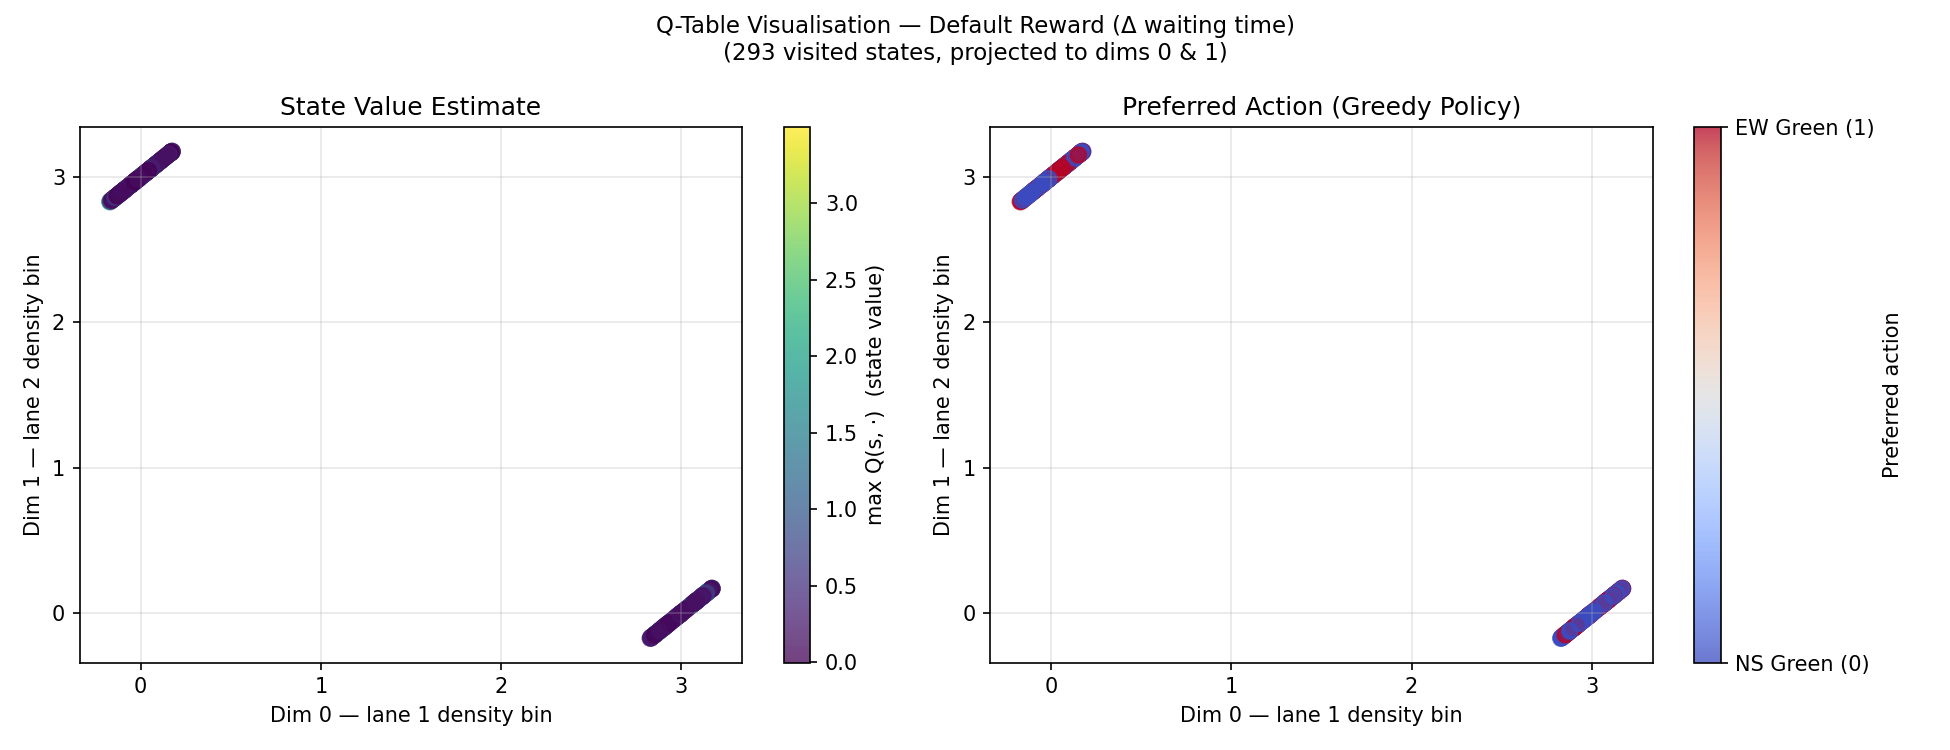 Q-Table Visualisation — Default Reward (Δ waiting time)
(293 visited states, projected to dims 0 & 1)
State Value Estimate
3
2
1
0
Dim 1 — lane 2 density bin
0
1
2
3
Dim 0 — lane 1 density bin
3.0
2.5
2.0
1.5
1.0
0.5
0.0
max Q(s, ·)  (state value)
Preferred Action (Greedy Policy)
3
2
1
0
Dim 1 — lane 2 density bin
0
1
2
3
Dim 0 — lane 1 density bin
EW Green (1)
NS Green (0)
Preferred action